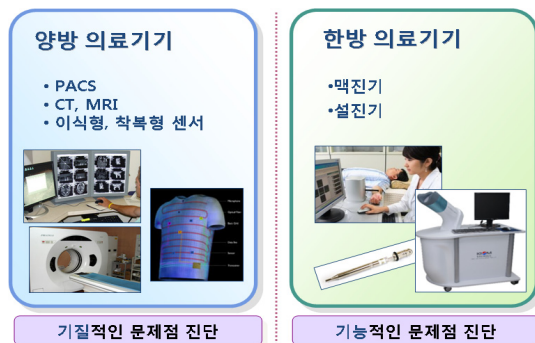 양방 의료기기
• PACS
• CT, MRI
• 이식형, 착복형 센서
기질적인 문제점 진단
한방 의료기기
•맥진기
•설진기
기능적인 문제점 진단